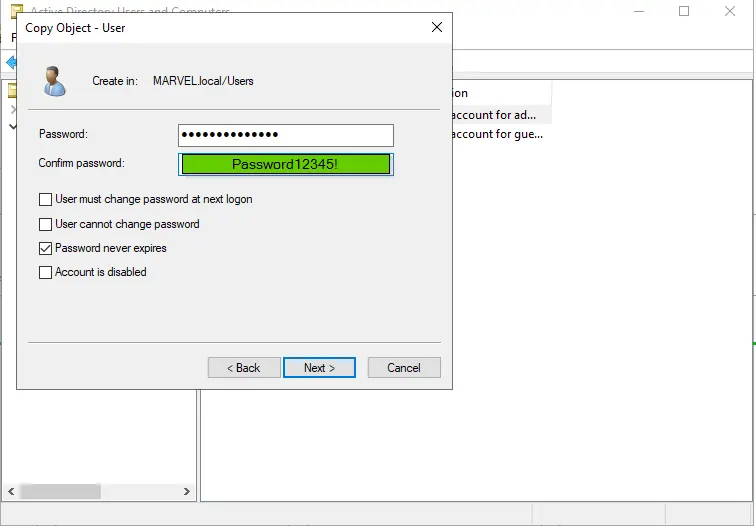 Active Directory Users and Computers
Copy Object - User
Create in: MARVEL.local/Users
ion
account for ad...
account for gue...
Password: ••••••••••••••
Confirm password: Password12345!
User must change password at next logon
User cannot change password
Password never expires
Account is disabled
< Back Next > Cancel